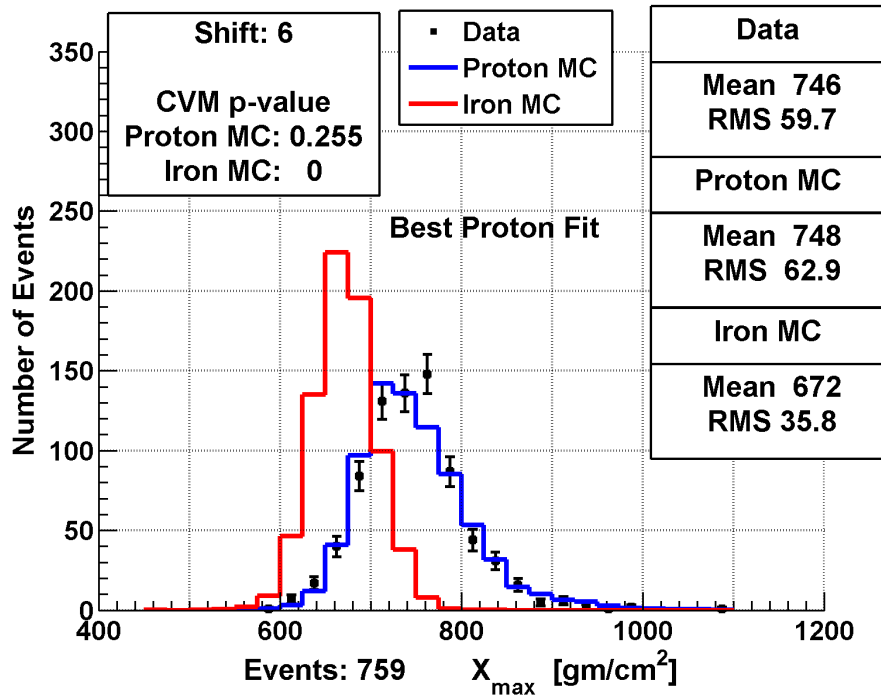 Shift: 6
CVM p-value
Proton MC: 0.255
Iron MC: 0
Data
Proton MC
Iron MC
Data
Mean 746
RMS 59.7
Proton MC
Mean 748
RMS 62.9
Iron MC
Mean 672
RMS 35.8
Best Proton Fit
Number of Events
350
300
250
200
150
100
50
0
400 600 800 1000 1200
Events: 759 X_max [gm/cm²]